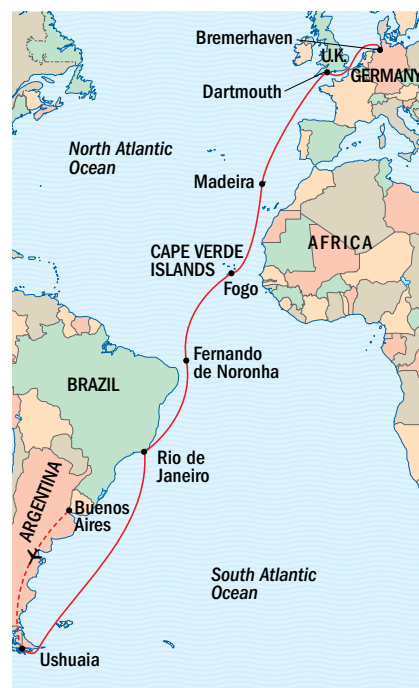 Bremerhaven
U.K.
GERMANY
Dartmouth
North Atlantic
Ocean
Madeira
CAPE VERDE
ISLANDS
AFRICA
Fogo
Fernando
de Noronha
BRAZIL
Rio de
Janeiro
ARGENTINA
Buenos
Aires
South Atlantic
Ocean
Ushuaia